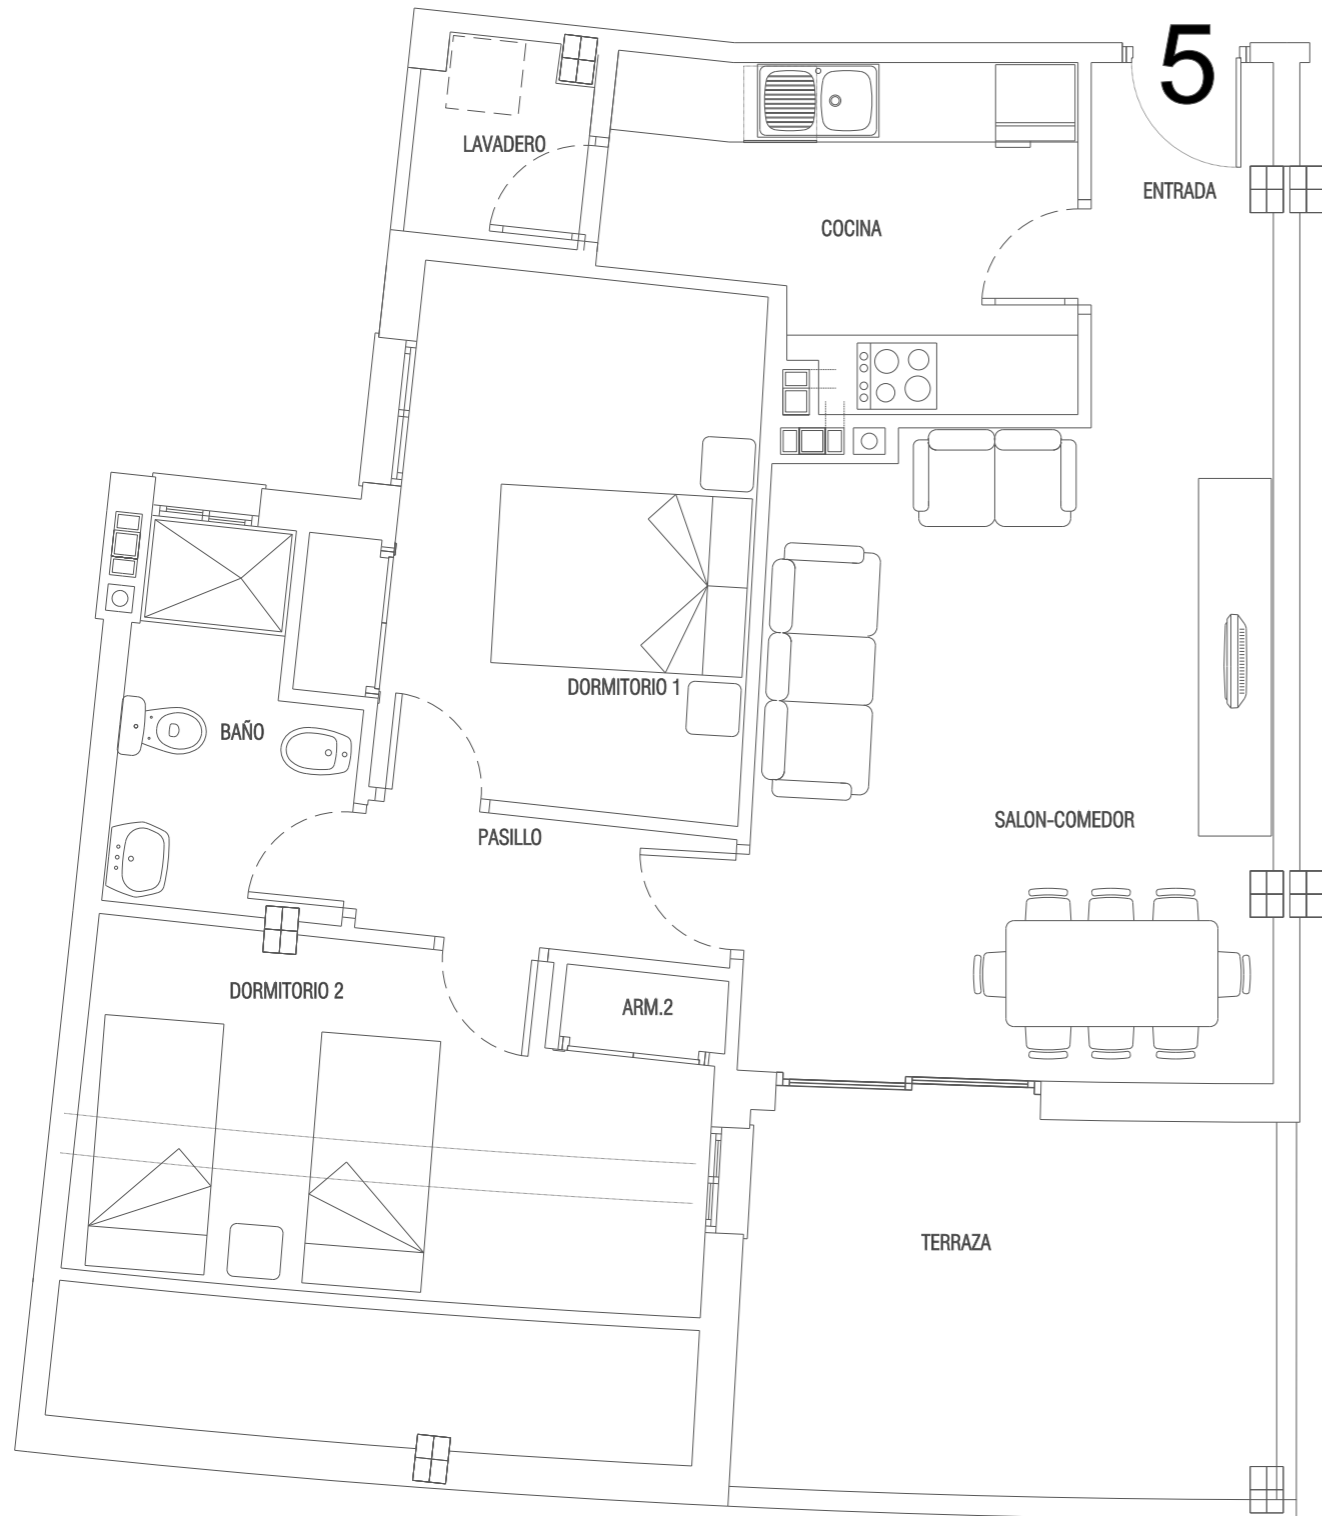 5
LAVADERO
ENTRADA
COCINA
DORMITORIO 1
BAÑO
SALON-COMEDOR
PASILLO
DORMITORIO 2
ARM.2
TERRAZA